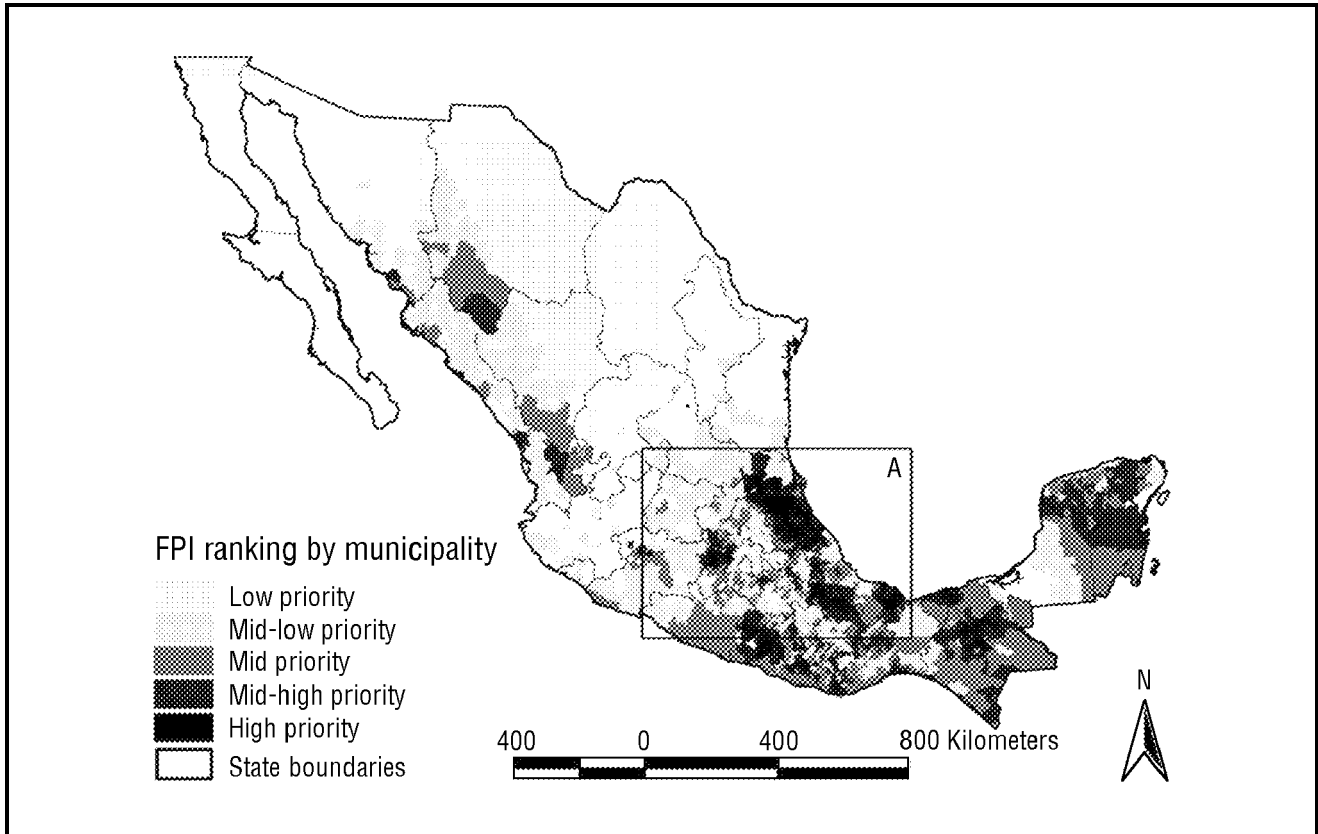 A
FPI ranking by municipality
Low priority
Mid-low priority
Mid priority
Mid-high priority
High priority
State boundaries
400 0 400 800 Kilometers
N